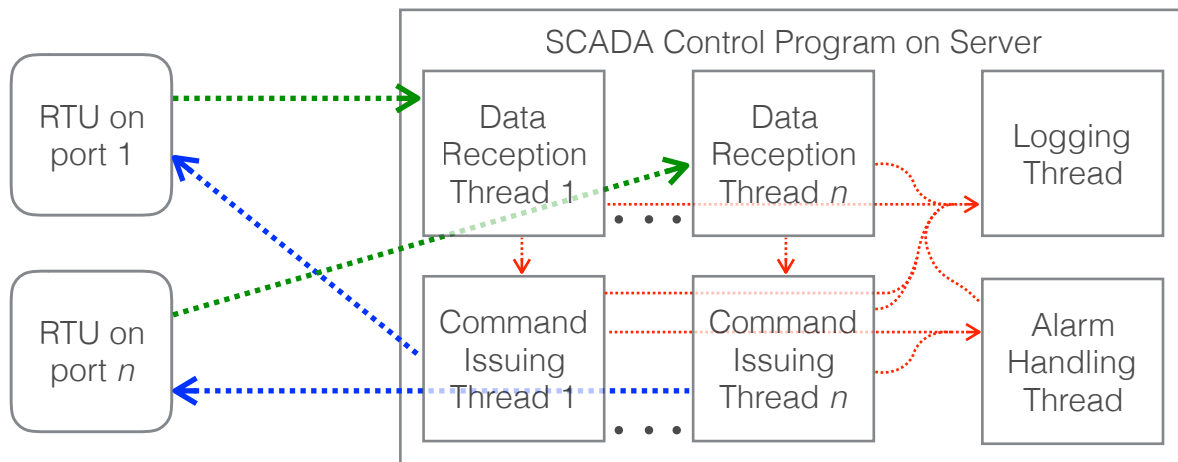 SCADA Control Program on Server
RTU on
port 1
Data
Reception
Thread 1
Data
Reception
Thread n
Logging
Thread
• • •
RTU on
port n
Command
Issuing
Thread 1
Command
Issuing
Thread n
Alarm
Handling
Thread
• • •